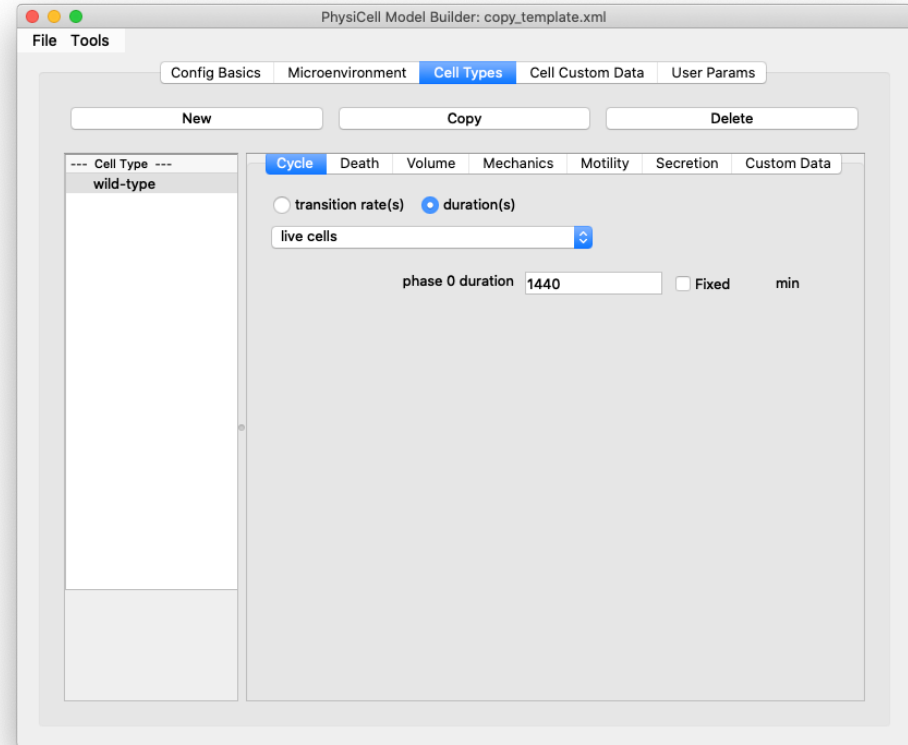 PhysiCell Model Builder: copy_template.xml
File Tools
Config Basics Microenvironment Cell Types Cell Custom Data User Params
New Copy Delete
--- Cell Type ---
wild-type
Cycle Death Volume Mechanics Motility Secretion Custom Data
transition rate(s) duration(s)
live cells
phase 0 duration 1440 Fixed min